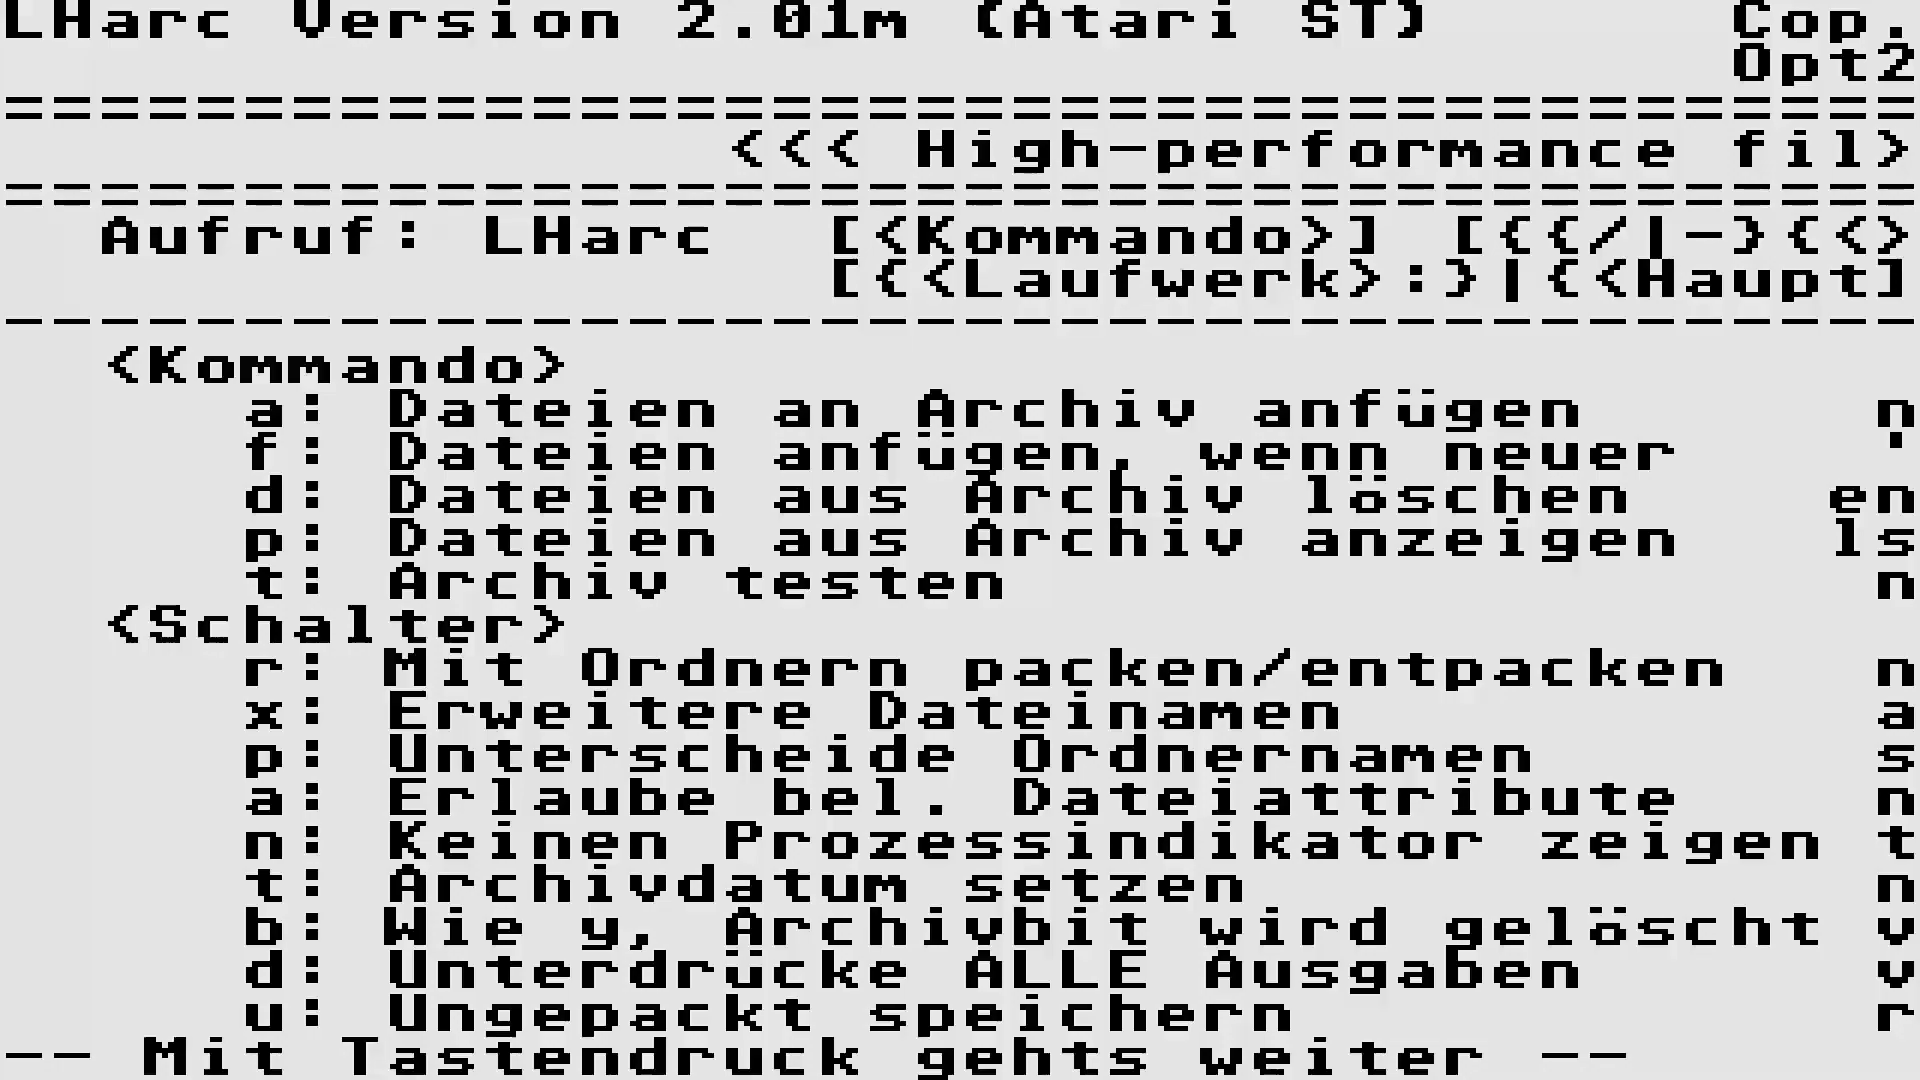 LHarc Version 2.01m (Atari ST) Cop.
Opt2
========================================
<<< High-performance fil>
========================================
Aufruf: LHarc [<Kommando>] [{{/|-}{<>
[{<Laufwerk>:}|{<Haupt]
----------------------------------------
<Kommando>
a: Dateien an Archiv anfügen n
f: Dateien anfügen, wenn neuer '
d: Dateien aus Archiv löschen en
p: Dateien aus Archiv anzeigen ls
t: Archiv testen n
<Schalter>
r: Mit Ordnern packen/entpacken n
x: Erweitere Dateinamen a
p: Unterscheide Ordnernamen s
a: Erlaube bel. Dateiattribute n
n: Keinen Prozessindikator zeigen t
t: Archivdatum setzen n
b: Wie y, Archivbit wird gelöscht v
d: Unterdrücke ALLE Ausgaben v
u: Ungepackt speichern r
-- Mit Tastendruck gehts weiter --